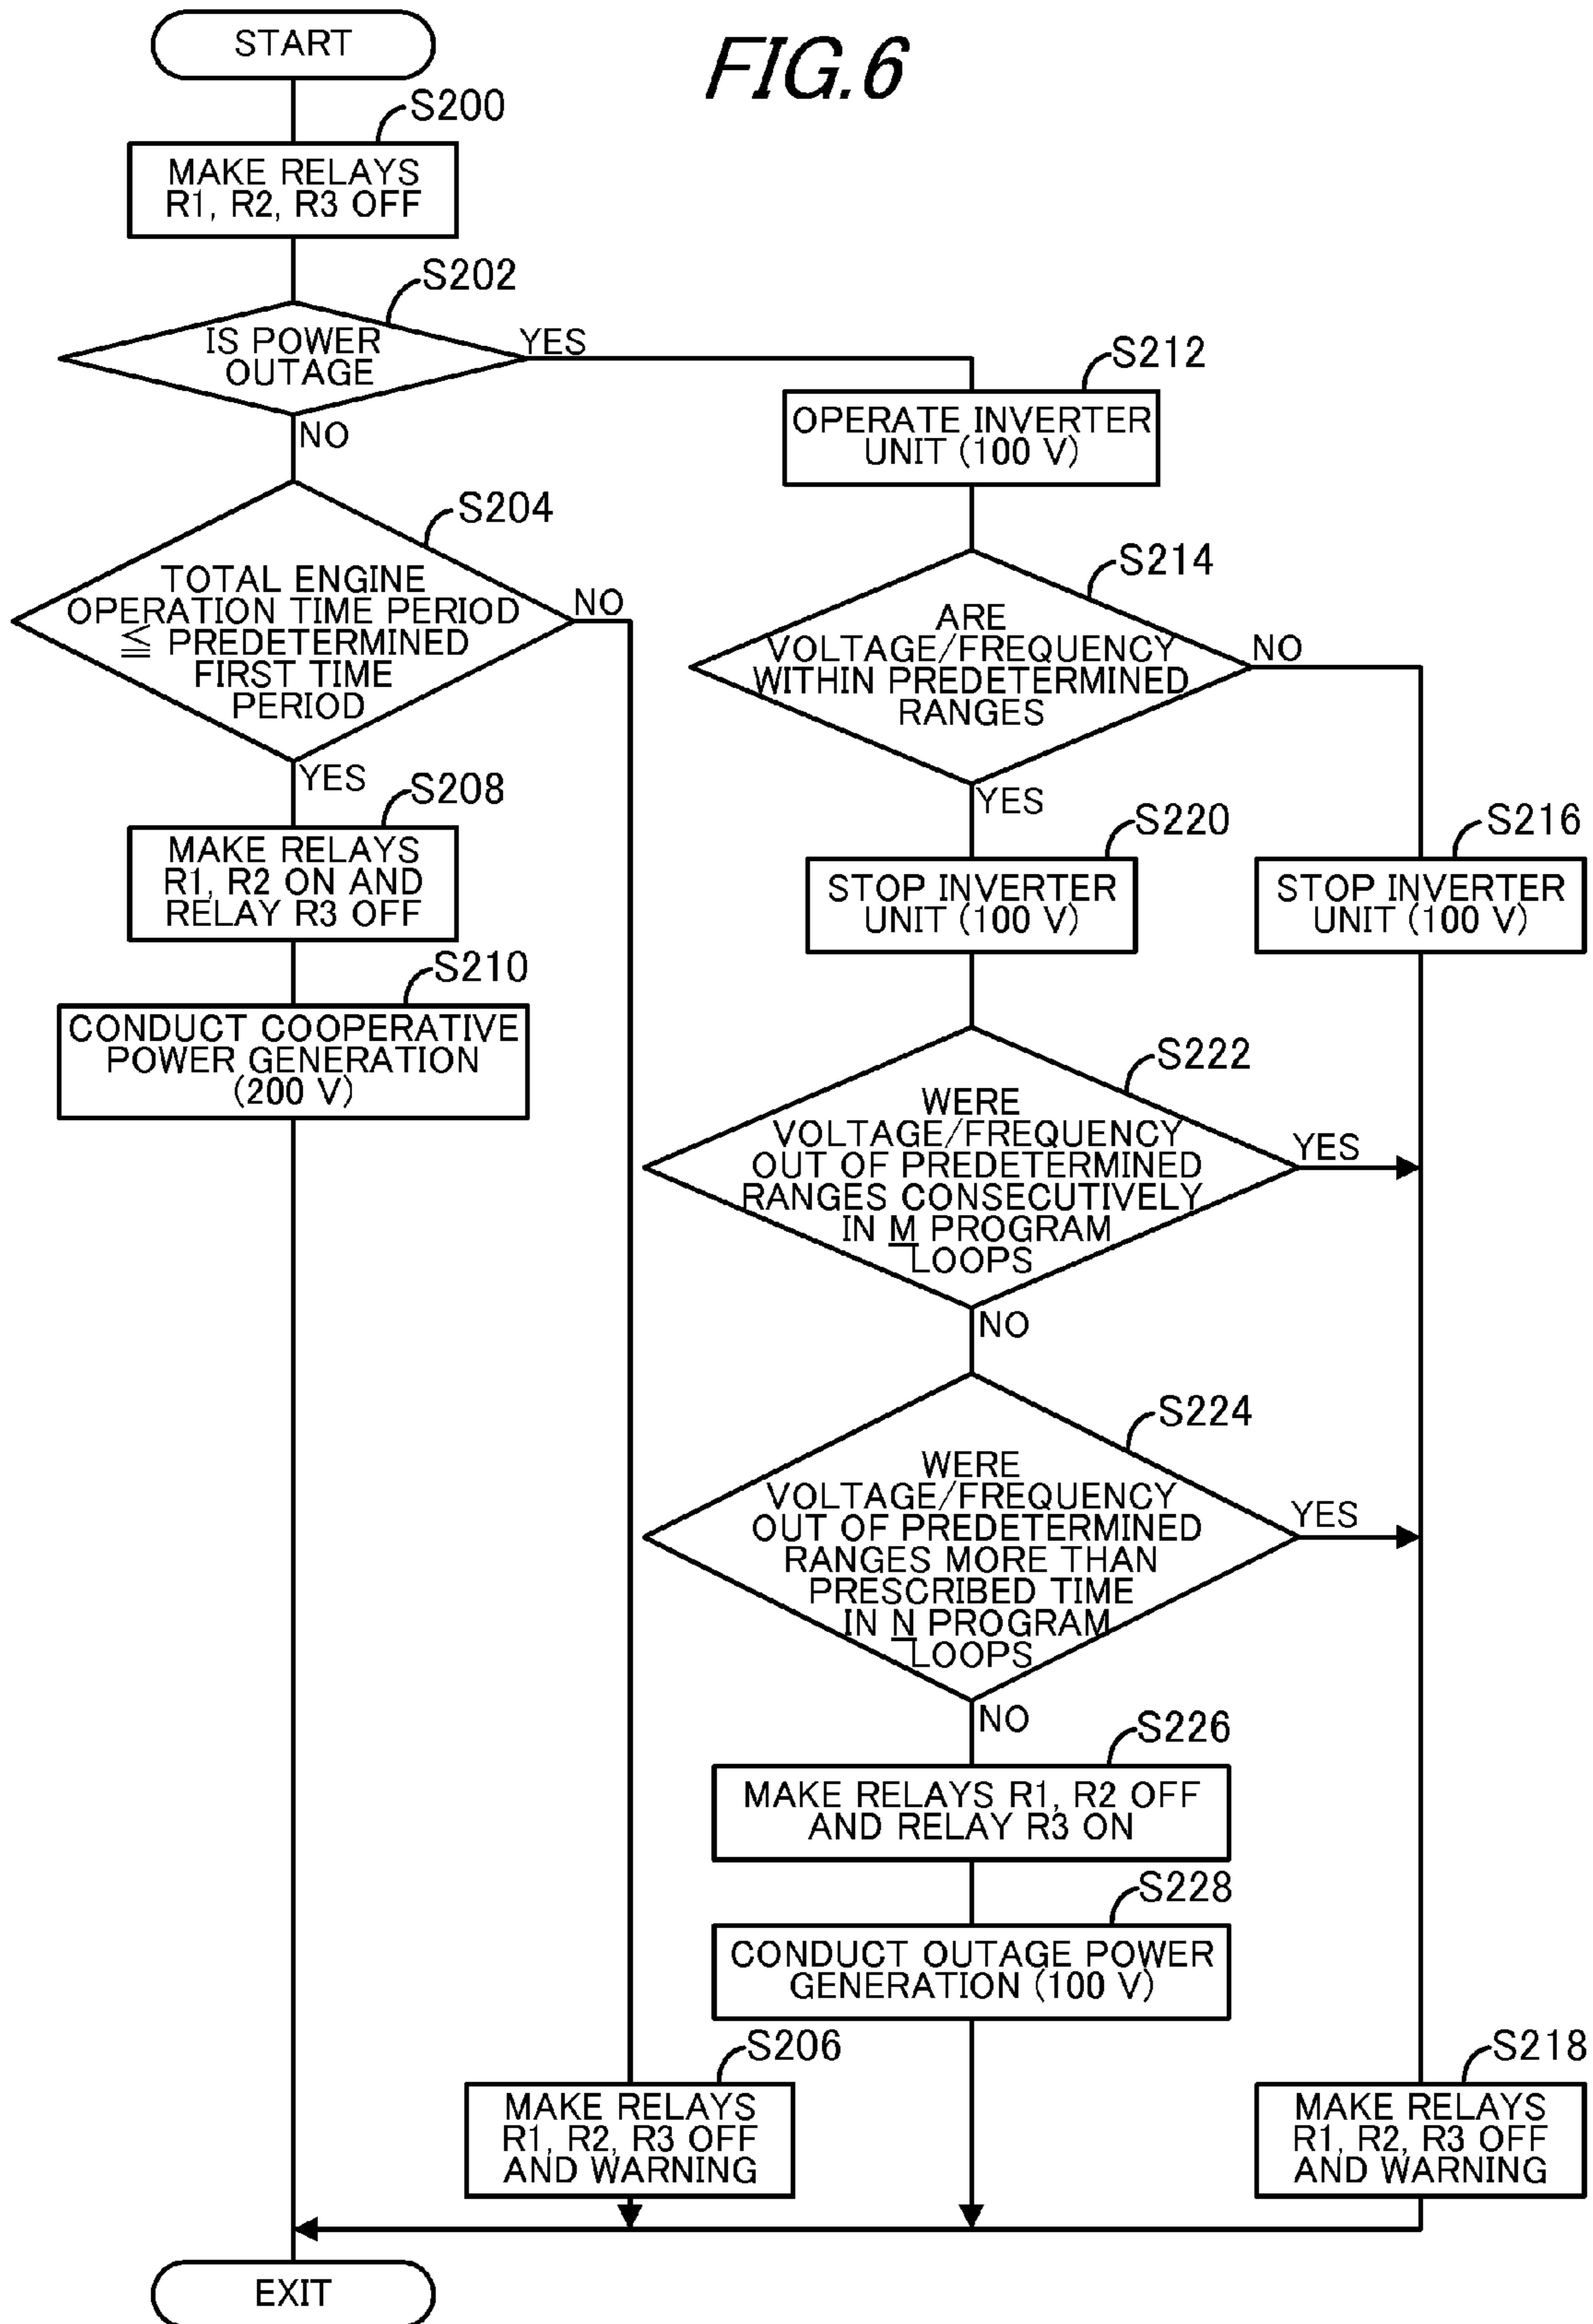 FIG.6
START
S200
MAKE RELAYS
R1, R2, R3 OFF
S202
IS POWER
OUTAGE
YES
NO
S204
TOTAL ENGINE
OPERATION TIME PERIOD
≦ PREDETERMINED
FIRST TIME
PERIOD
NO
YES
S208
MAKE RELAYS
R1, R2 ON AND
RELAY R3 OFF
S210
CONDUCT COOPERATIVE
POWER GENERATION
(200 V)
S212
OPERATE INVERTER
UNIT (100 V)
S214
ARE
VOLTAGE/FREQUENCY
WITHIN PREDETERMINED
RANGES
NO
YES
S220
STOP INVERTER
UNIT (100 V)
S216
STOP INVERTER
UNIT (100 V)
S222
WERE
VOLTAGE/FREQUENCY
OUT OF PREDETERMINED
RANGES CONSECUTIVELY
IN M PROGRAM
LOOPS
YES
NO
S224
WERE
VOLTAGE/FREQUENCY
OUT OF PREDETERMINED
RANGES MORE THAN
PRESCRIBED TIME
IN N PROGRAM
LOOPS
YES
NO
S226
MAKE RELAYS R1, R2 OFF
AND RELAY R3 ON
S228
CONDUCT OUTAGE POWER
GENERATION (100 V)
S206
MAKE RELAYS
R1, R2, R3 OFF
AND WARNING
S218
MAKE RELAYS
R1, R2, R3 OFF
AND WARNING
EXIT